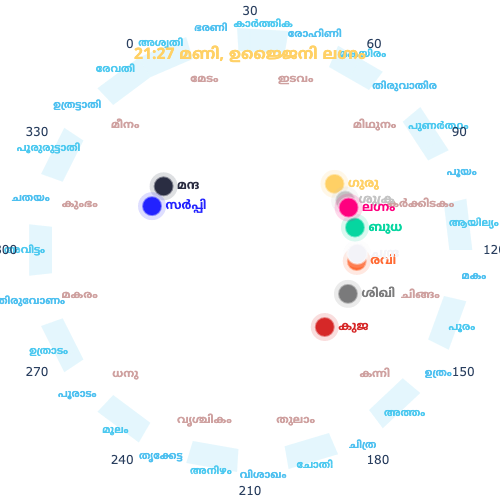 30
കാർത്തിക
ഭരണി
രോഹിണി
അശ്വതി
0
60
21:27 മണി, ഉജ്ജൈനി ലഗ്നം
രേവതി
മേടം
ഇടവം
തിരുവാതിര
ഉത്രട്ടാതി
മീനം
മിഥുനം
പുണർതം
330
90
പൂരുരുട്ടാതി
പൂയം
മന്ദ
ഗുരു
ചതയം
കുംഭം
സർപ്പി
ശുക്ര
ലഗ്നം
കർക്കിടകം
ആയില്യം
ബുധ
300
അവിട്ടം
രവി
120
മകം
തിരുവോണം
മകരം
ശിഖി
ചിങ്ങം
കുജ
പൂരം
ഉത്രാടം
270
ധനു
കന്നി
ഉത്രം
150
പൂരാടം
അത്തം
മൂലം
വൃശ്ചികം
തുലാം
തൃക്കേട്ട
ചിത്ര
240
180
അനിഴം
വിശാഖം
ചോതി
210